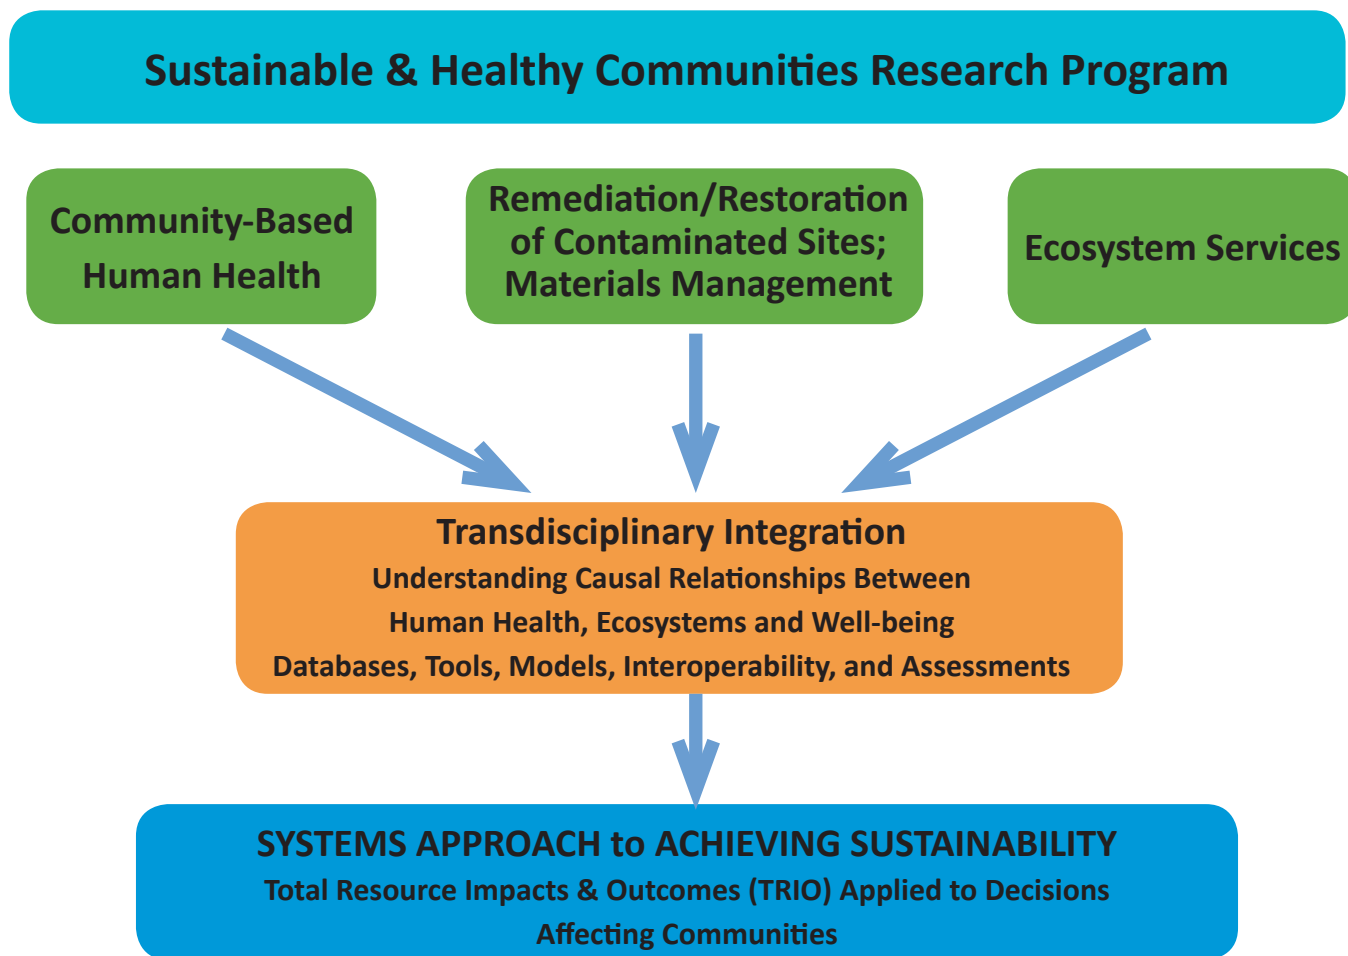 Sustainable & Healthy Communities Research Program
Community-Based
Human Health
Remediation/Restoration
of Contaminated Sites;
Materials Management
Ecosystem Services
Transdisciplinary Integration
Understanding Causal Relationships Between
Human Health, Ecosystems and Well-being
Databases, Tools, Models, Interoperability, and Assessments
SYSTEMS APPROACH to ACHIEVING SUSTAINABILITY
Total Resource Impacts & Outcomes (TRIO) Applied to Decisions
Affecting Communities